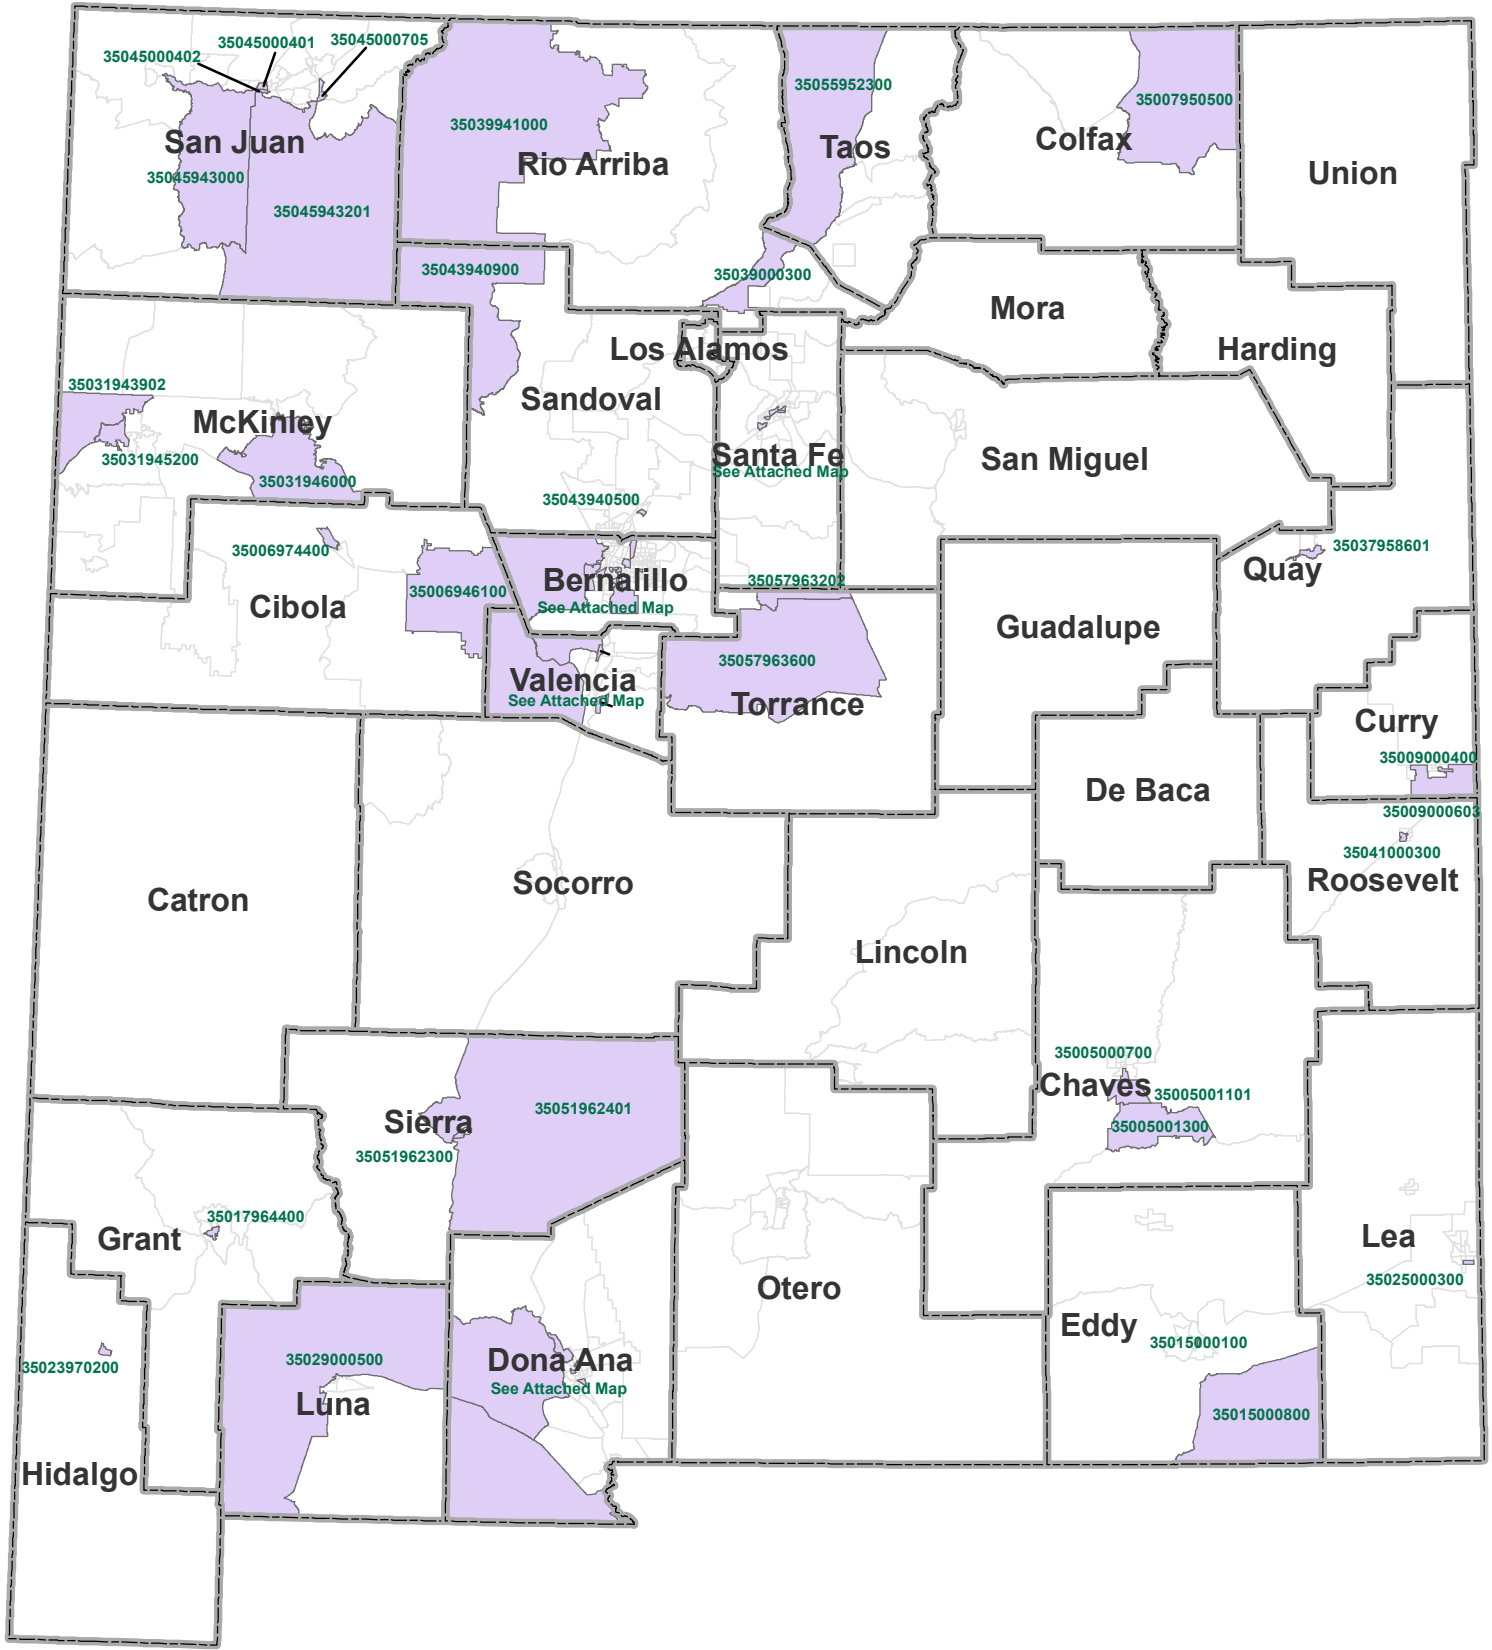 35045000401
35045000705
35045000402
35055952300
35007950500
35039941000
San Juan
Taos
Colfax
Rio Arriba
Union
35045943000
35045943201
35043940900
35039000300
Mora
Los Alamos
Harding
35031943902
Sandoval
McKinley
Santa Fe
See Attached Map
San Miguel
35031945200
35031946000
35043940500
35006974400
35037958601
Quay
Bernalillo
See Attached Map
35057963202
35006946100
Cibola
Guadalupe
35057963600
Valencia
See Attached Map
Torrance
Curry
35009000400
De Baca
35009000603
35041000300
Roosevelt
Socorro
Catron
Lincoln
35005000700
Chaves
35005001101
35051962401
Sierra
35005001300
35051962300
35017964400
Grant
Lea
35025000300
Otero
Eddy
35015000100
35029000500
Dona Ana
See Attached Map
35023970200
Luna
35015000800
Hidalgo